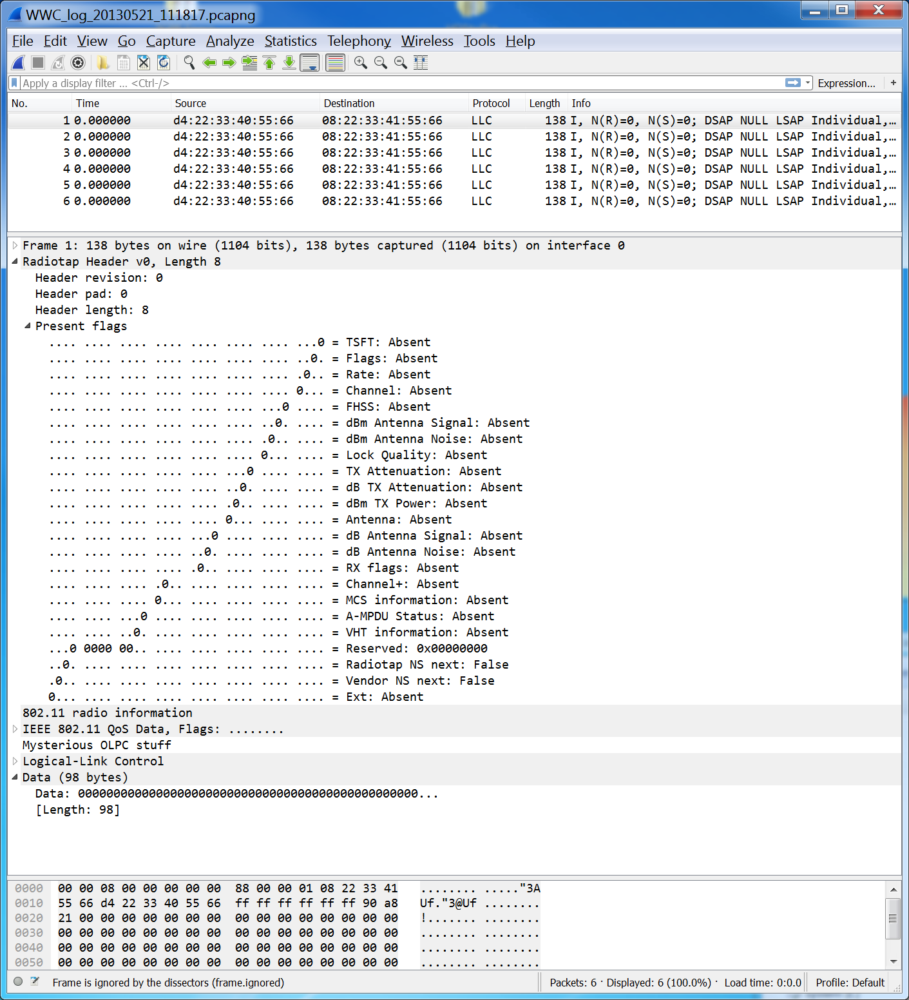 WWC_log_20130521_111817.pcapng
File Edit View Go Capture Analyze Statistics Telephony Wireless Tools Help
Apply a display filter ... <Ctrl-/> Expression... +
No. Time Source Destination Protocol Length Info
1 0.000000 d4:22:33:40:55:66 08:22:33:41:55:66 LLC 138 I, N(R)=0, N(S)=0; DSAP NULL LSAP Individual,…
2 0.000000 d4:22:33:40:55:66 08:22:33:41:55:66 LLC 138 I, N(R)=0, N(S)=0; DSAP NULL LSAP Individual,…
3 0.000000 d4:22:33:40:55:66 08:22:33:41:55:66 LLC 138 I, N(R)=0, N(S)=0; DSAP NULL LSAP Individual,…
4 0.000000 d4:22:33:40:55:66 08:22:33:41:55:66 LLC 138 I, N(R)=0, N(S)=0; DSAP NULL LSAP Individual,…
5 0.000000 d4:22:33:40:55:66 08:22:33:41:55:66 LLC 138 I, N(R)=0, N(S)=0; DSAP NULL LSAP Individual,…
6 0.000000 d4:22:33:40:55:66 08:22:33:41:55:66 LLC 138 I, N(R)=0, N(S)=0; DSAP NULL LSAP Individual,…
Frame 1: 138 bytes on wire (1104 bits), 138 bytes captured (1104 bits) on interface 0
Radiotap Header v0, Length 8
Header revision: 0
Header pad: 0
Header length: 8
Present flags
.... .... .... .... .... .... .... ...0 = TSFT: Absent
.... .... .... .... .... .... .... ..0. = Flags: Absent
.... .... .... .... .... .... .... .0.. = Rate: Absent
.... .... .... .... .... .... .... 0... = Channel: Absent
.... .... .... .... .... .... ...0 .... = FHSS: Absent
.... .... .... .... .... .... ..0. .... = dBm Antenna Signal: Absent
.... .... .... .... .... .... .0.. .... = dBm Antenna Noise: Absent
.... .... .... .... .... .... 0... .... = Lock Quality: Absent
.... .... .... .... .... ...0 .... .... = TX Attenuation: Absent
.... .... .... .... .... ..0. .... .... = dB TX Attenuation: Absent
.... .... .... .... .... .0.. .... .... = dBm TX Power: Absent
.... .... .... .... .... 0... .... .... = Antenna: Absent
.... .... .... .... ...0 .... .... .... = dB Antenna Signal: Absent
.... .... .... .... ..0. .... .... .... = dB Antenna Noise: Absent
.... .... .... .... .0.. .... .... .... = RX flags: Absent
.... .... .... .0.. .... .... .... .... = Channel+: Absent
.... .... .... 0... .... .... .... .... = MCS information: Absent
.... .... ...0 .... .... .... .... .... = A-MPDU Status: Absent
.... .... ..0. .... .... .... .... .... = VHT information: Absent
...0 0000 00.. .... .... .... .... .... = Reserved: 0x00000000
..0. .... .... .... .... .... .... .... = Radiotap NS next: False
.0.. .... .... .... .... .... .... .... = Vendor NS next: False
0... .... .... .... .... .... .... .... = Ext: Absent
802.11 radio information
IEEE 802.11 QoS Data, Flags: ........
Mysterious OLPC stuff
Logical-Link Control
Data (98 bytes)
Data: 000000000000000000000000000000000000000000000000...
[Length: 98]
0000 00 00 08 00 00 00 00 00 88 00 00 01 08 22 33 41 ........ ....."3A
0010 55 66 d4 22 33 40 55 66 ff ff ff ff ff ff 90 a8 Uf."3@Uf ........
0020 21 00 00 00 00 00 00 00 00 00 00 00 00 00 00 00 !....... ........
0030 00 00 00 00 00 00 00 00 00 00 00 00 00 00 00 00 ........ ........
0040 00 00 00 00 00 00 00 00 00 00 00 00 00 00 00 00 ........ ........
0050 00 00 00 00 00 00 00 00 00 00 00 00 00 00 00 00 ........ ........
Frame is ignored by the dissectors (frame.ignored) Packets: 6 · Displayed: 6 (100.0%) · Load time: 0:0.0 Profile: Default